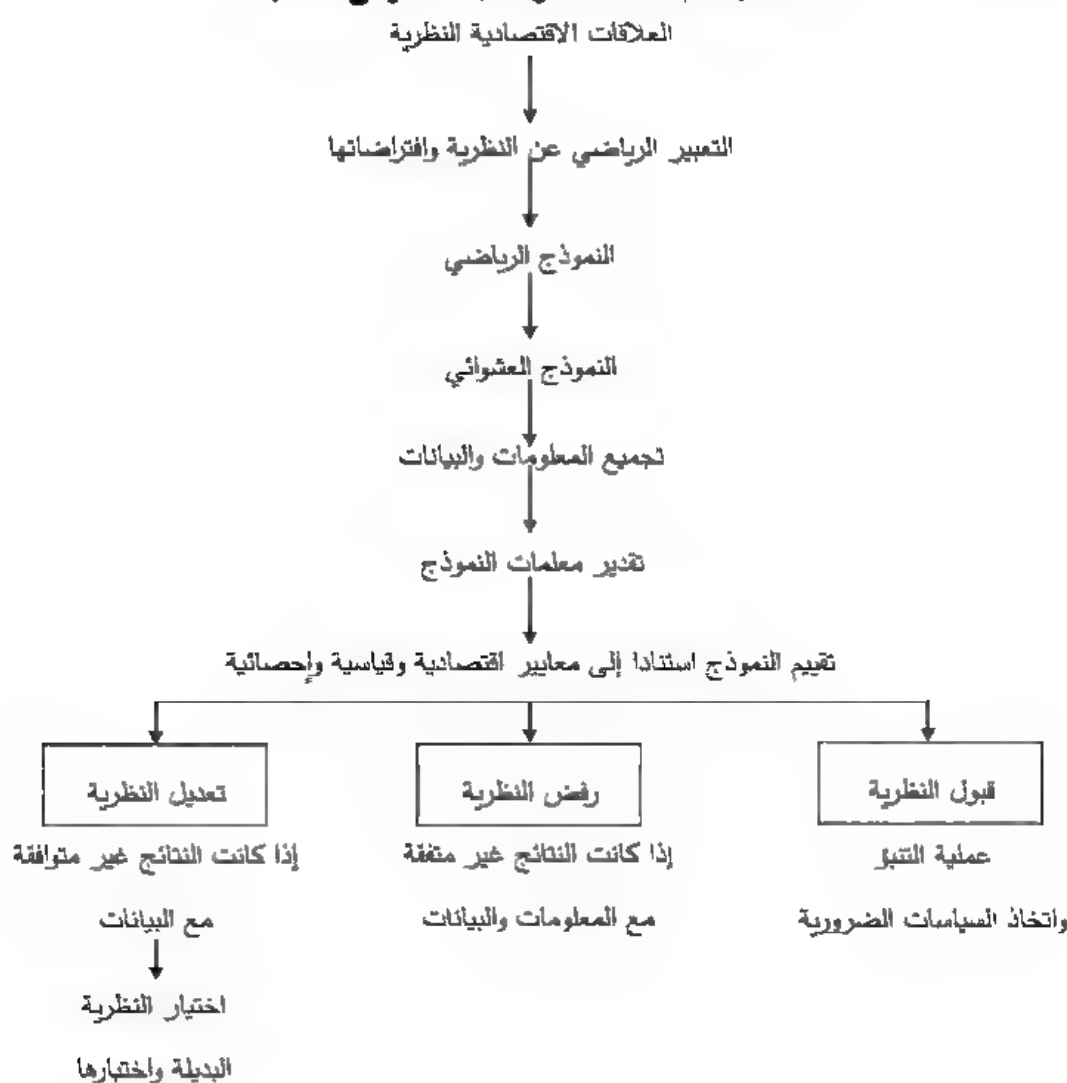 العلاقات الاقتصادية النظرية
التعبير الرياضي عن النظرية وافتراضاتها
النموذج الرياضي
النموذج العشوائي
تجميع المعلومات والبيانات
تقدير معلمات النموذج
تقييم النموذج استنادا إلى معايير اقتصادية وقياسية وإحصائية
قبول النظرية
عملية التنبؤ
واتخاذ السياسات الضرورية
رفض النظرية
إذا كانت النتائج غير متفقة
مع المعلومات والبيانات
تعديل النظرية
إذا كانت النتائج غير متوافقة
مع البيانات
اختيار النظرية
البديلة واختبارها